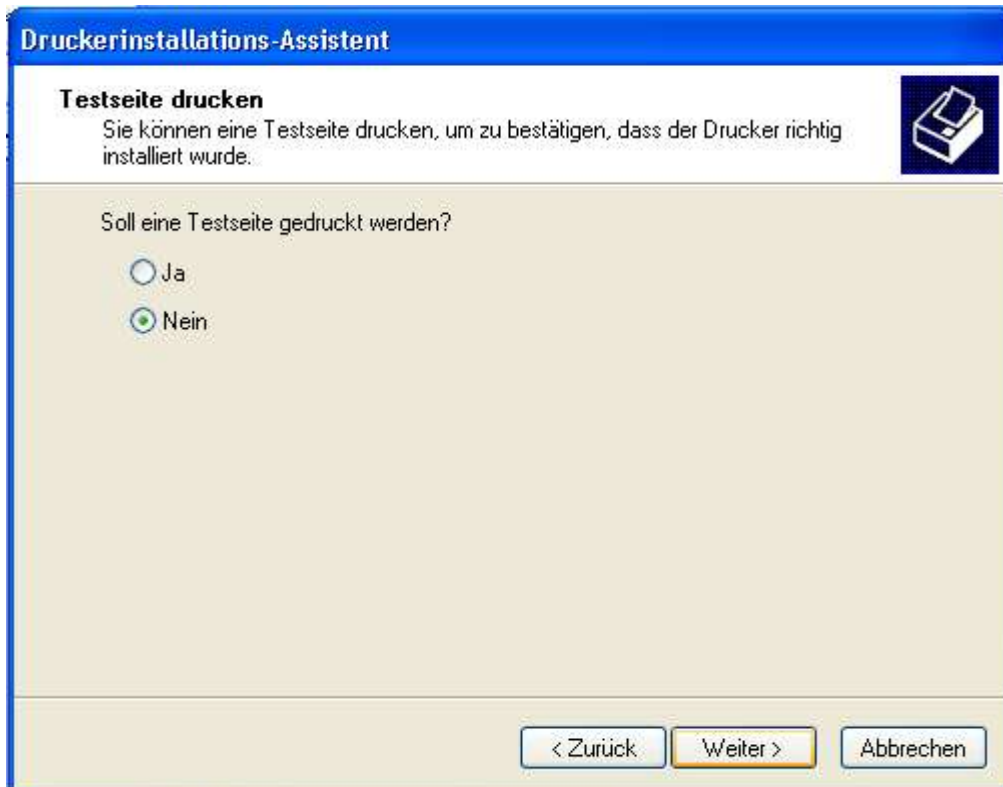 Druckerinstallations-Assistent
Testseite drucken
Sie können eine Testseite drucken, um zu bestätigen, dass der Drucker richtig
installiert wurde.
Soll eine Testseite gedruckt werden?
Ja
Nein
< Zurück Weiter > Abbrechen